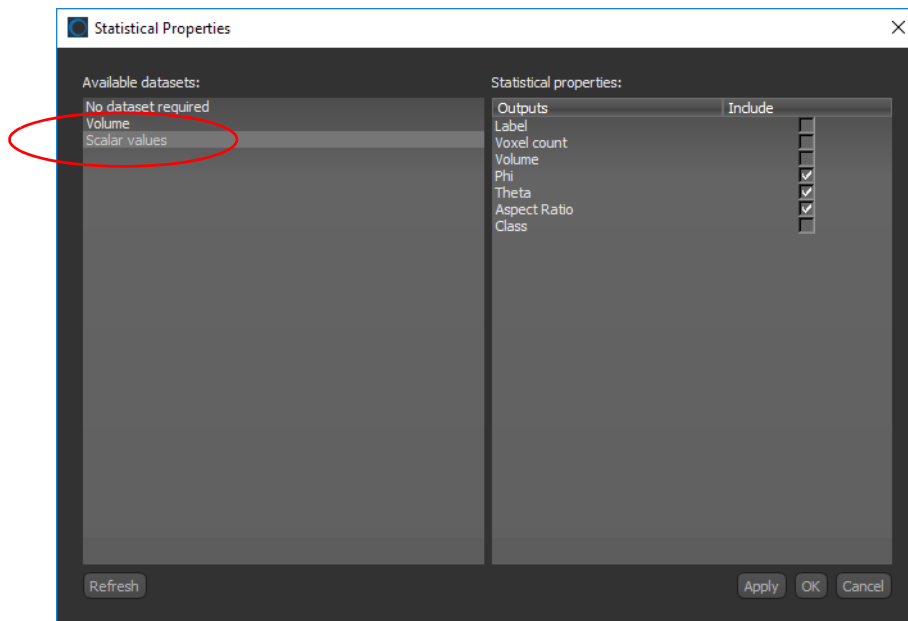 Statistical Properties
Available datasets:
No dataset required
Volume
Scalar values
Statistical properties:
Outputs Include
Label
Voxel count
Volume
Phi
Theta
Aspect Ratio
Class
Refresh
Apply OK Cancel